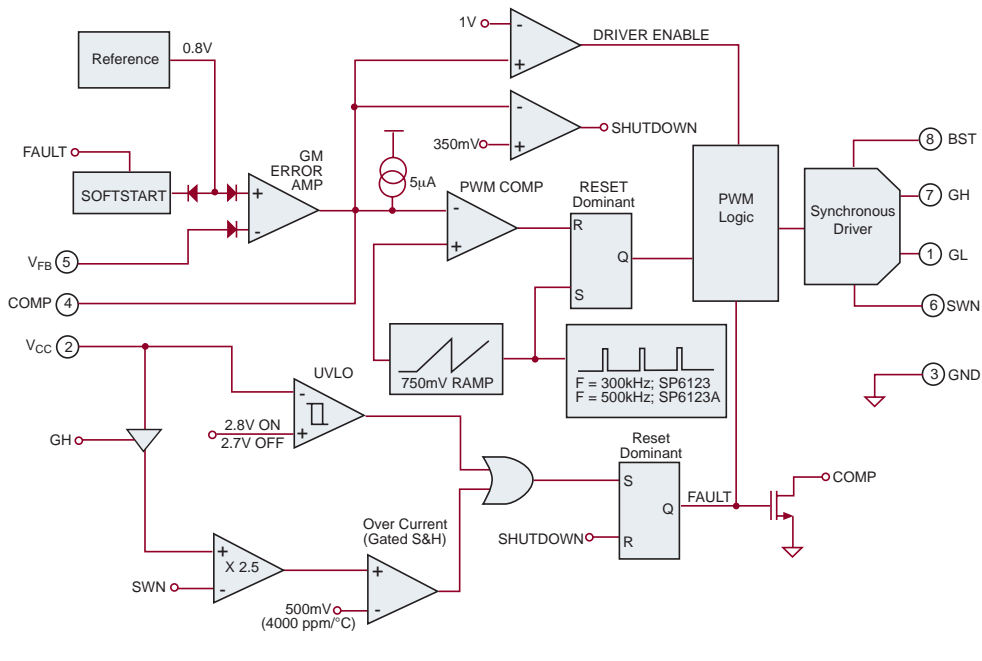 1V
-
+
DRIVER ENABLE
Reference
0.8V
-
+
350mV
SHUTDOWN
FAULT
SOFTSTART
GM
ERROR
AMP
+
-
5μA
PWM COMP
-
+
RESET
Dominant
R
Q
S
PWM
Logic
Synchronous
Driver
8 BST
7 GH
1 GL
6 SWN
3 GND
VFB 5
COMP 4
VCC 2
750mV RAMP
F = 300kHz; SP6123
F = 500kHz; SP6123A
UVLO
-
+
2.8V ON
2.7V OFF
GH
Reset
Dominant
S
Q
R
FAULT
COMP
SHUTDOWN
Over Current
(Gated S&H)
+
-
X 2.5
SWN
+
-
500mV
(4000 ppm/°C)